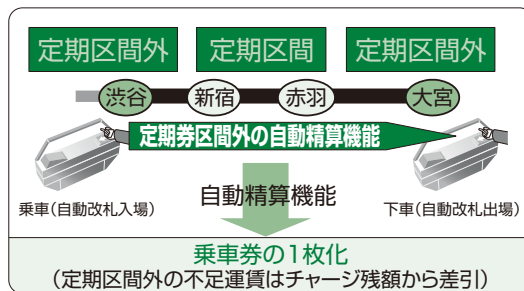 定期区間外 定期区間 定期区間外
渋谷 新宿 赤羽 大宮
定期券区間外の自動精算機能
乗車(自動改札入場) 自動精算機能 下車(自動改札出場)
乗車券の1枚化
(定期区間外の不足運賃はチャージ残額から差引)